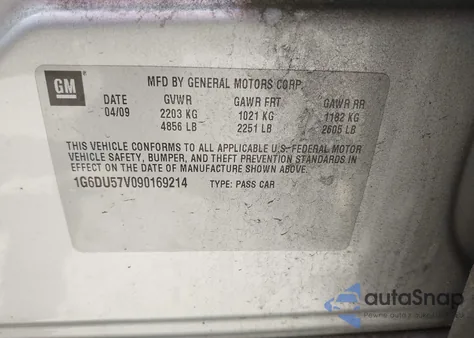 GM
MFD BY GENERAL MOTORS CORP.
DATE GVWR GAWR FRT GAWR RR
04/09 2203 KG 1021 KG 1182 KG
4856 LB 2251 LB 2605 LB
THIS VEHICLE CONFORMS TO ALL APPLICABLE U.S. FEDERAL MOTOR
VEHICLE SAFETY, BUMPER, AND THEFT PREVENTION STANDARDS IN
EFFECT ON THE DATE OF MANUFACTURE SHOWN ABOVE.
1G6DU57V090169214 TYPE: PASS CAR
autoSnap